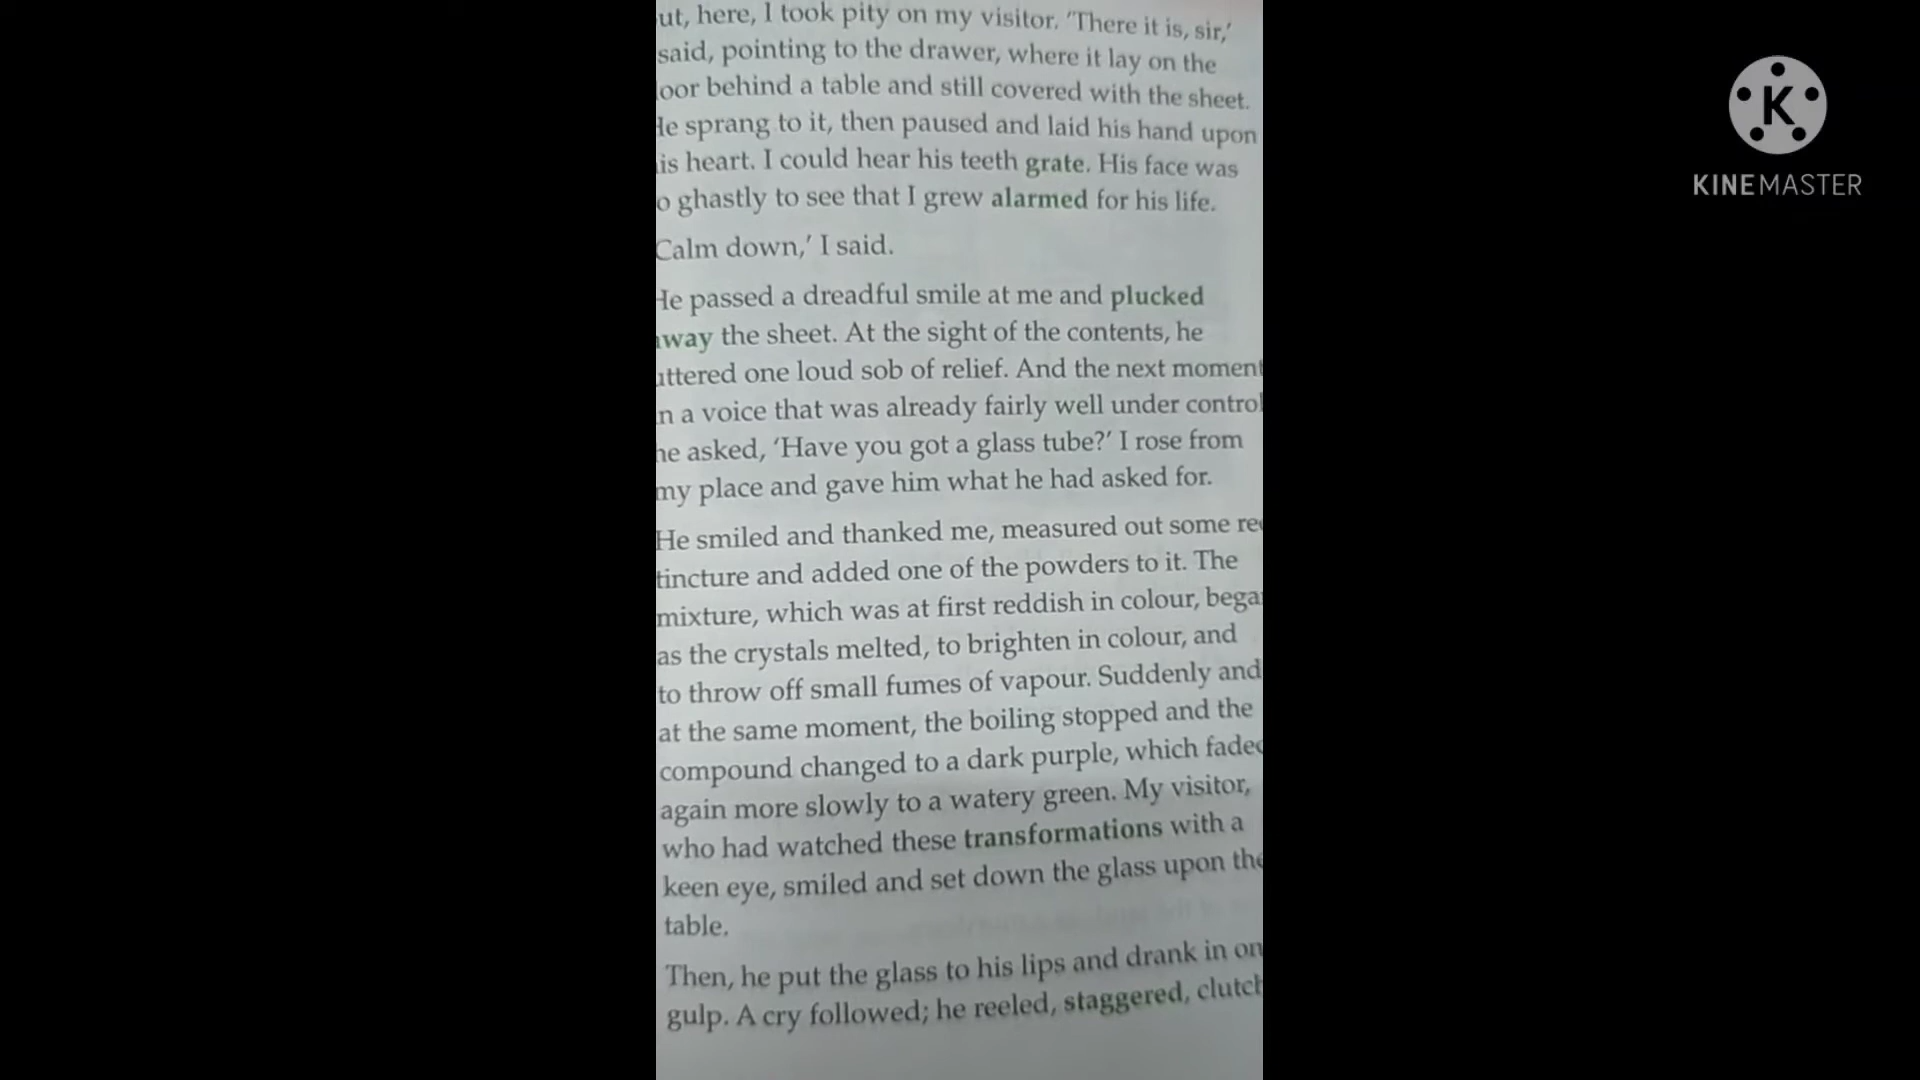 ut, here, I took pity on my visitor. 'There it is, sir,'
said, pointing to the drawer, where it lay on the
oor behind a table and still covered with the sheet.
He sprang to it, then paused and laid his hand upon
is heart. I could hear his teeth grate. His face was
o ghastly to see that I grew alarmed for his life.
Calm down,' I said.
He passed a dreadful smile at me and plucked
away the sheet. At the sight of the contents, he
uttered one loud sob of relief. And the next moment
in a voice that was already fairly well under control
he asked, 'Have you got a glass tube?' I rose from
my place and gave him what he had asked for.
He smiled and thanked me, measured out some re
tincture and added one of the powders to it. The
mixture, which was at first reddish in colour, bega
as the crystals melted, to brighten in colour, and
to throw off small fumes of vapour. Suddenly and
at the same moment, the boiling stopped and the
compound changed to a dark purple, which faded
again more slowly to a watery green. My visitor,
who had watched these transformations with a
keen eye, smiled and set down the glass upon the
table.
Then, he put the glass to his lips and drank in on
gulp. A cry followed; he reeled, staggered, clutch
K
KINEMASTER